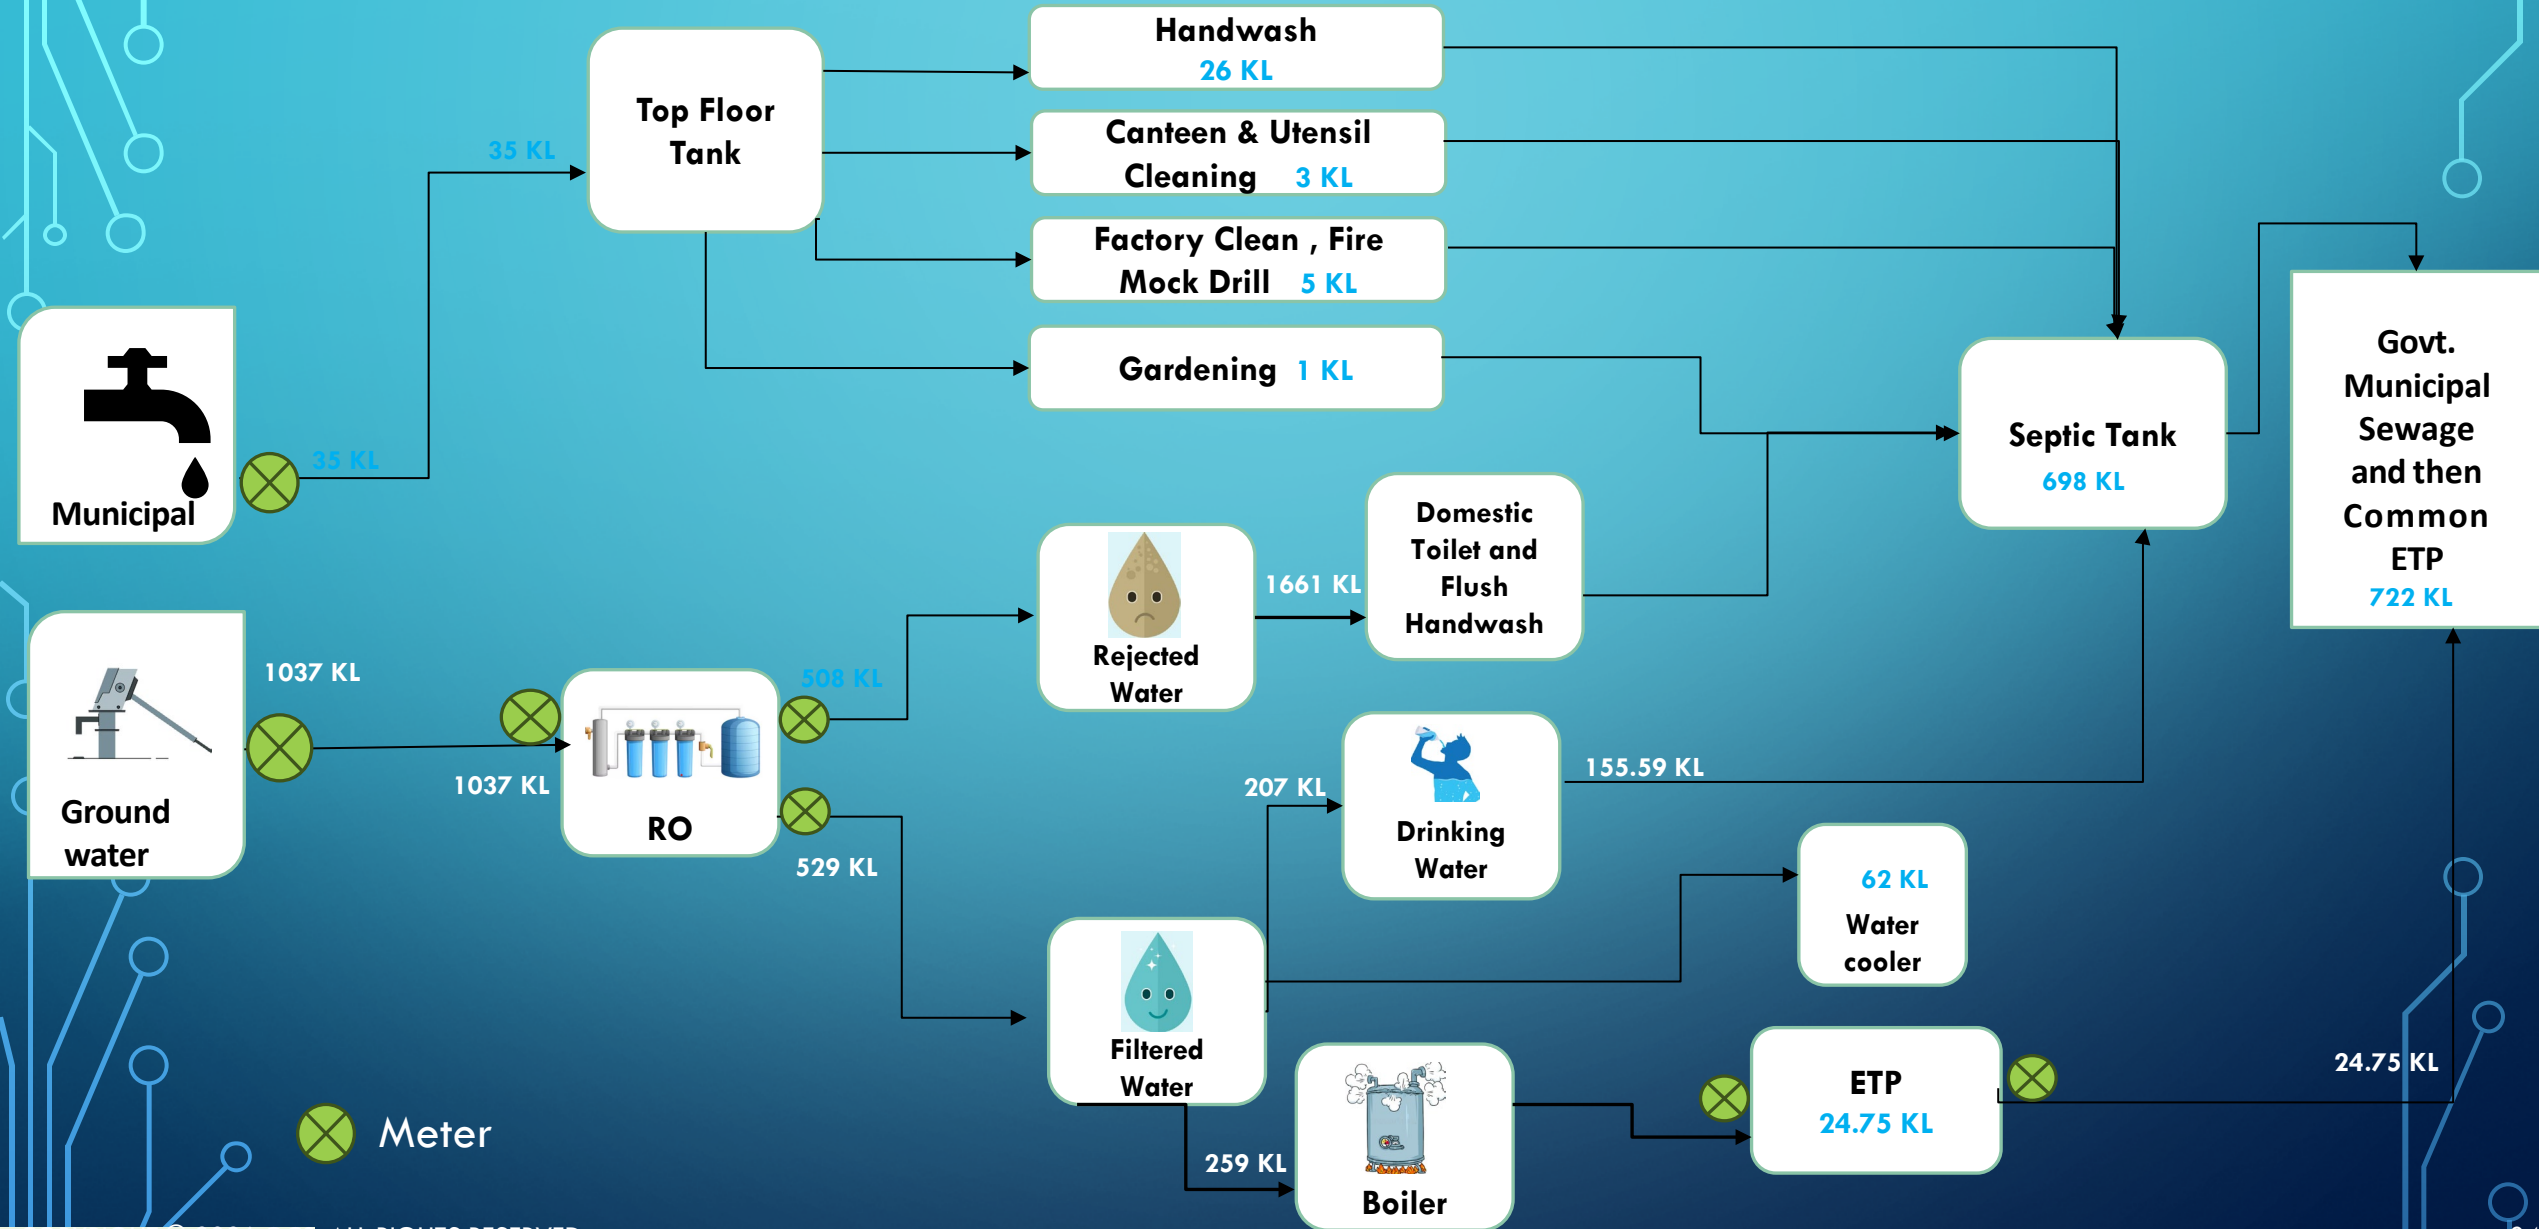 Handwash
26 KL
Top Floor
Tank
35 KL
Canteen & Utensil
Cleaning 3 KL
Factory Clean , Fire
Mock Drill 5 KL
Gardening 1 KL
Municipal
35 KL
Septic Tank
698 KL
Govt.
Municipal
Sewage
and then
Common
ETP
722 KL
Domestic
Toilet and
Flush
Handwash
1661 KL
Rejected
Water
508 KL
1037 KL
Ground
water
1037 KL
RO
529 KL
207 KL
Drinking
Water
155.59 KL
62 KL
Water
cooler
Filtered
Water
259 KL
Boiler
ETP
24.75 KL
24.75 KL
Meter
ALL RIGHTS RESERVED